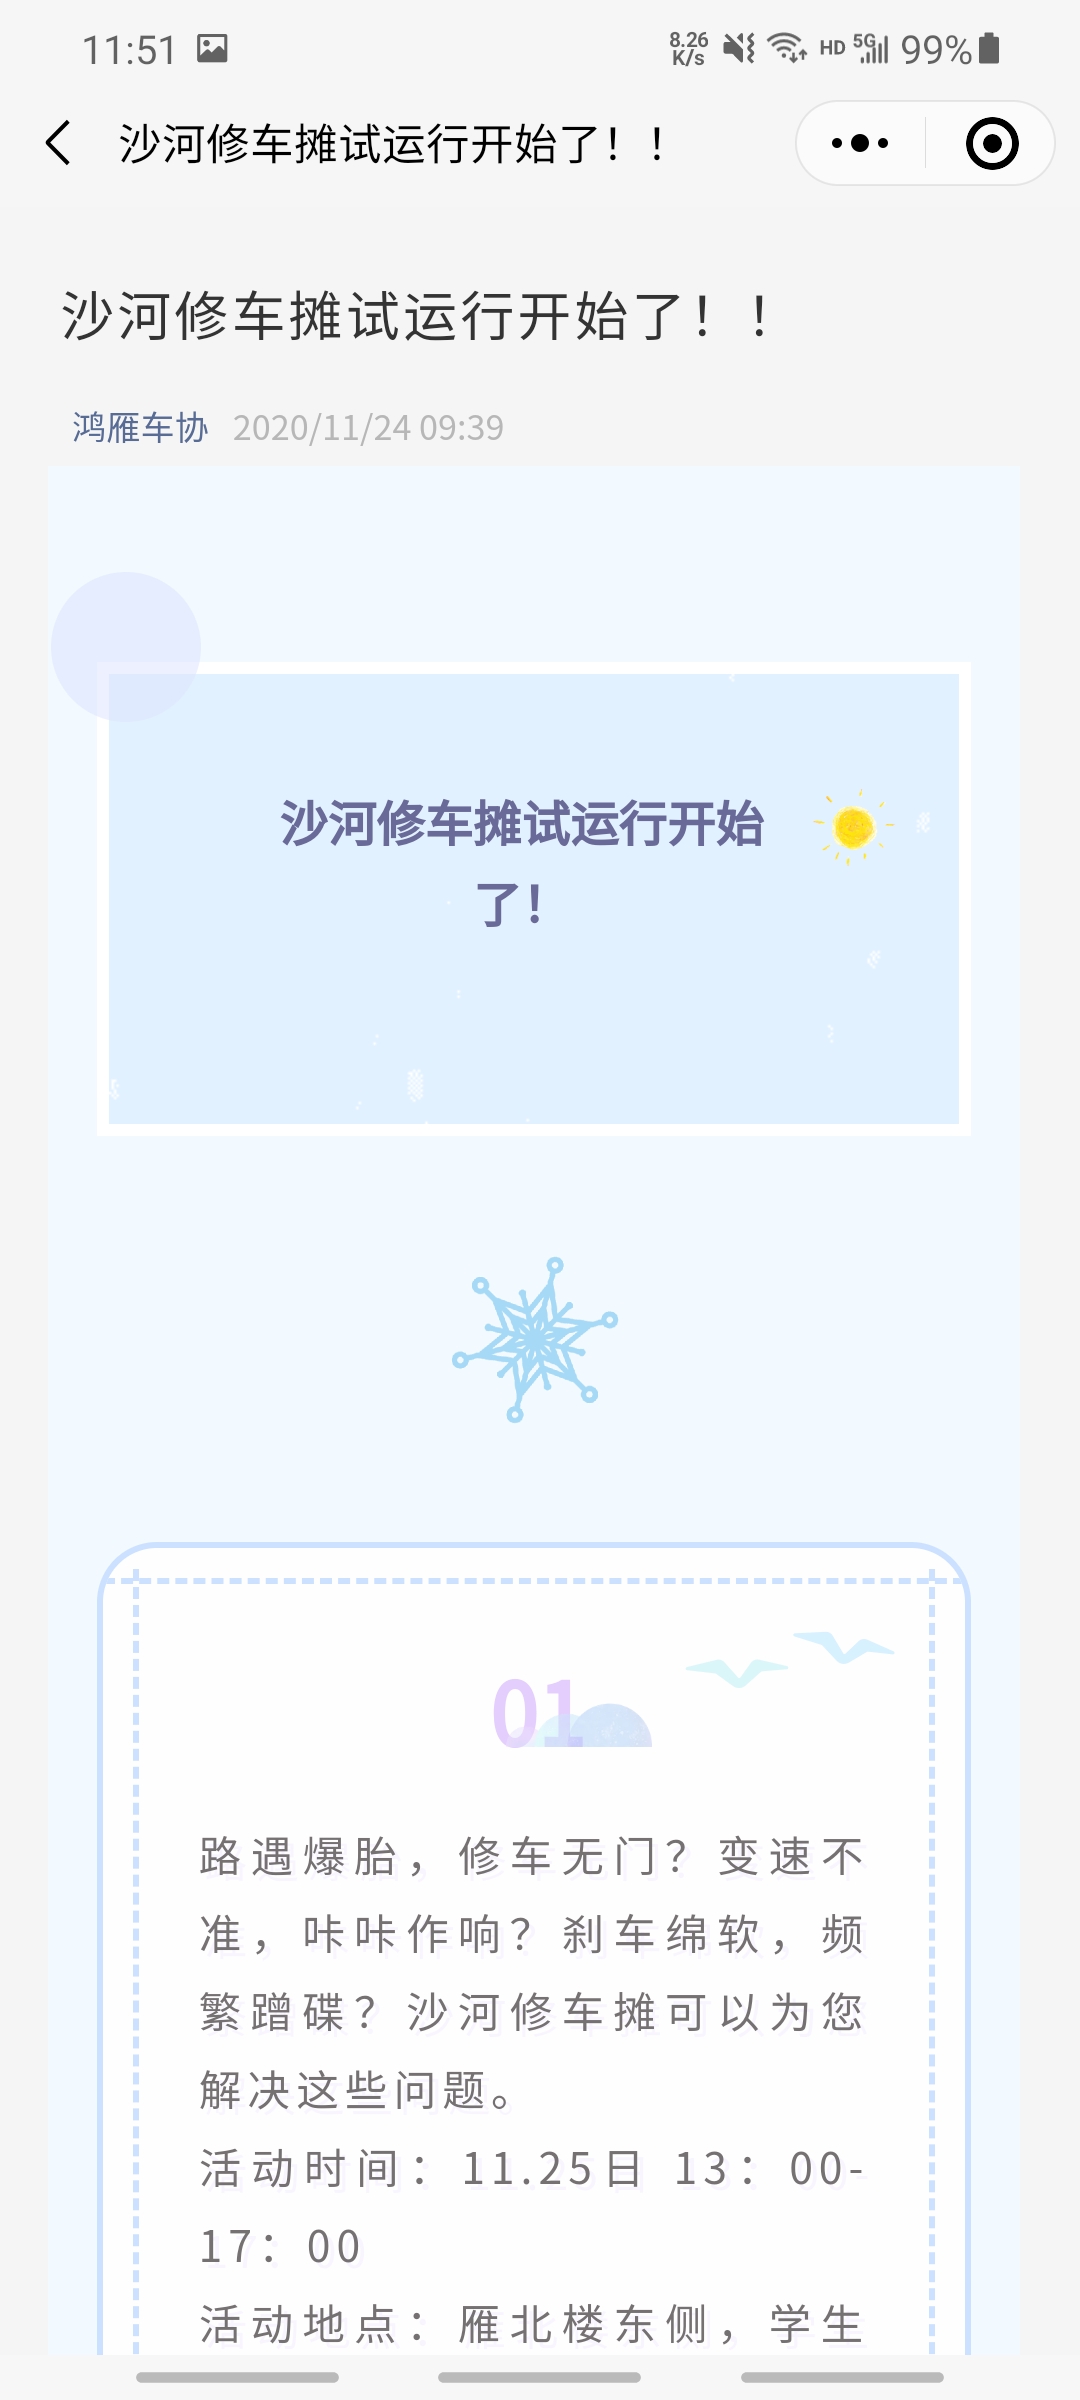 11:51
8.26
K/s
HD 5G 99%
沙河修车摊试运行开始了！！
沙河修车摊试运行开始了！！
鸿雁车协 2020/11/24 09:39
沙河修车摊试运行开始
了！
01
路遇爆胎，修车无门？变速不
准，咔咔作响？刹车绵软，频
繁蹭碟？沙河修车摊可以为您
解决这些问题。
活动时间：11.25日 13：00-
17：00
活动地点：雁北楼东侧，学生